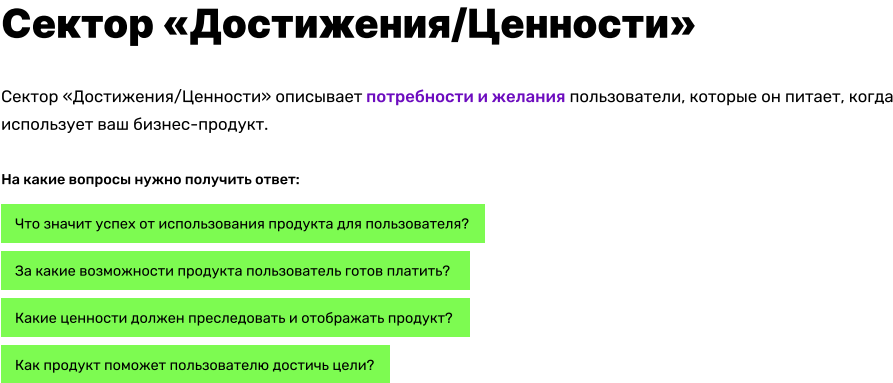 Сектор «Достижения/Ценности»
Сектор «Достижения/Ценности» описывает потребности и желания пользователи, которые он питает, когда
использует ваш бизнес-продукт.
На какие вопросы нужно получить ответ:
Что значит успех от использования продукта для пользователя?
За какие возможности продукта пользователь готов платить?
Какие ценности должен преследовать и отображать продукт?
Как продукт поможет пользователю достичь цели?